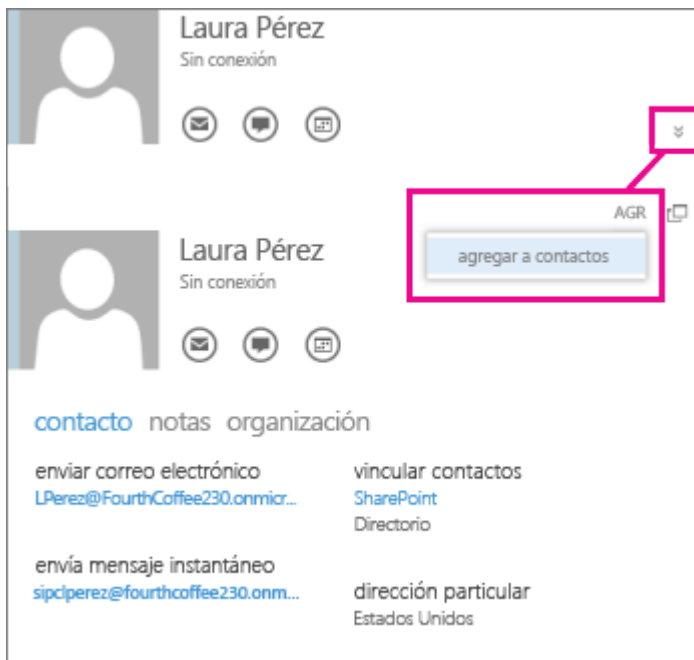 Laura Pérez
Sin conexión
AGR
agregar a contactos
Laura Pérez
Sin conexión
contacto notas organización
enviar correo electrónico
LPerez@FourthCoffee230.onmicr...
vincular contactos
SharePoint
Directorio
envía mensaje instantáneo
sipclperez@fourthcoffee230.onm...
dirección particular
Estados Unidos